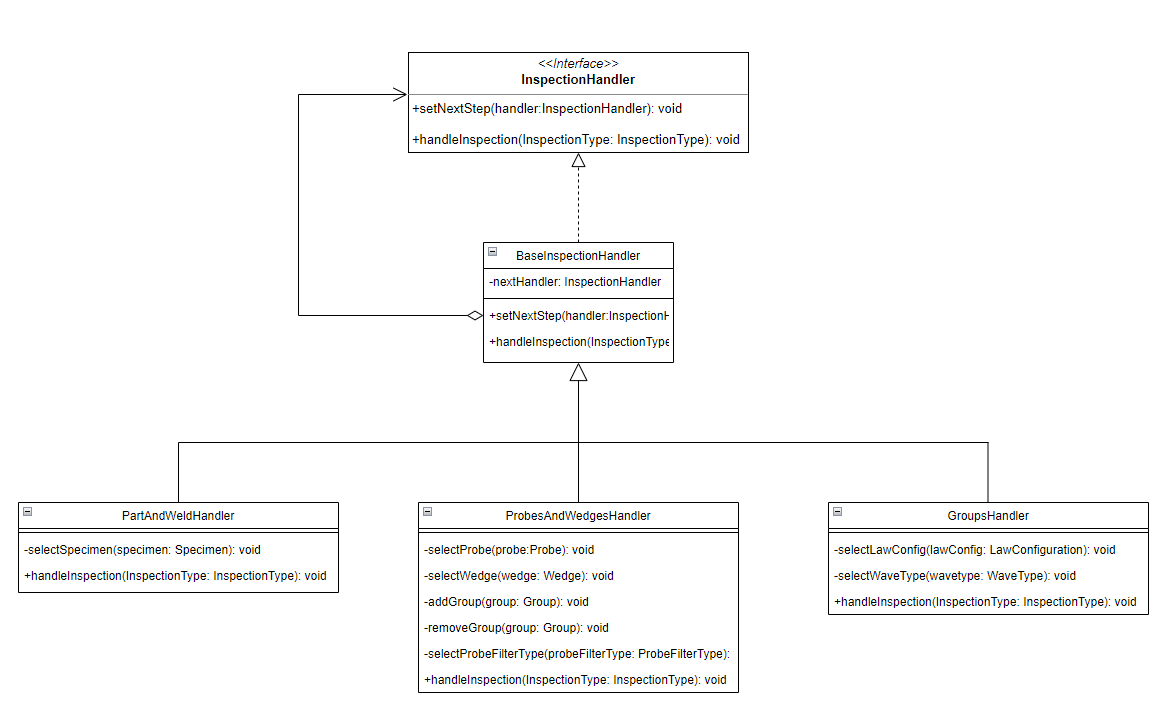 <<Interface>>
InspectionHandler
+setNextStep(handler:InspectionHandler): void
+handleInspection(InspectionType: InspectionType): void
BaseInspectionHandler
-nextHandler: InspectionHandler
+setNextStep(handler:InspectionH
+handleInspection(InspectionType
PartAndWeldHandler
-selectSpecimen(specimen: Specimen): void
+handleInspection(InspectionType: InspectionType): void
ProbesAndWedgesHandler
-selectProbe(probe:Probe): void
-selectWedge(wedge: Wedge): void
-addGroup(group: Group): void
-removeGroup(group: Group): void
-selectProbeFilterType(probeFilterType: ProbeFilterType):
+handleInspection(InspectionType: InspectionType): void
GroupsHandler
-selectLawConfig(lawConfig: LawConfiguration): void
-selectWaveType(wavetype: WaveType): void
+handleInspection(InspectionType: InspectionType): void